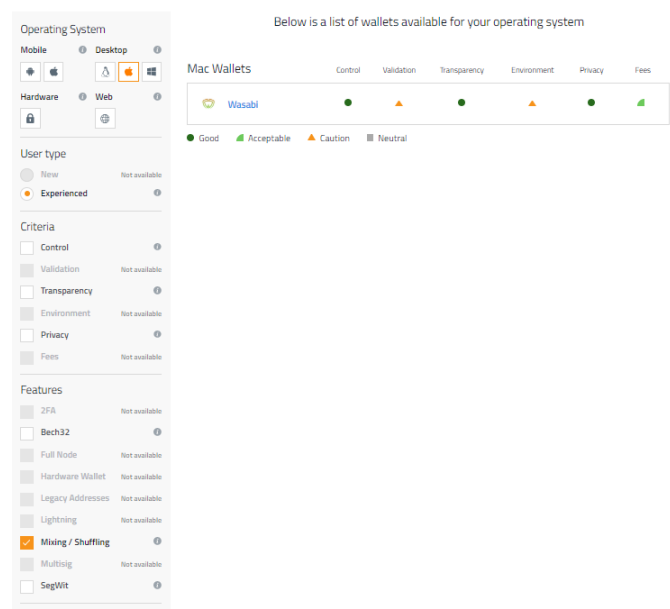 Below is a list of wallets available for your operating system
Operating System
Mobile Desktop
Hardware Web
User type
New Not available
Experienced
Criteria
Control
Validation Not available
Transparency
Environment Not available
Privacy
Fees Not available
Features
2FA Not available
Bech32
Full Node Not available
Hardware Wallet Not available
Legacy Addresses Not available
Lightning Not available
Mixing / Shuffling
Multisig Not available
SegWit
Mac Wallets Control Validation Transparency Environment Privacy Fees
Wasabi
Good Acceptable Caution Neutral